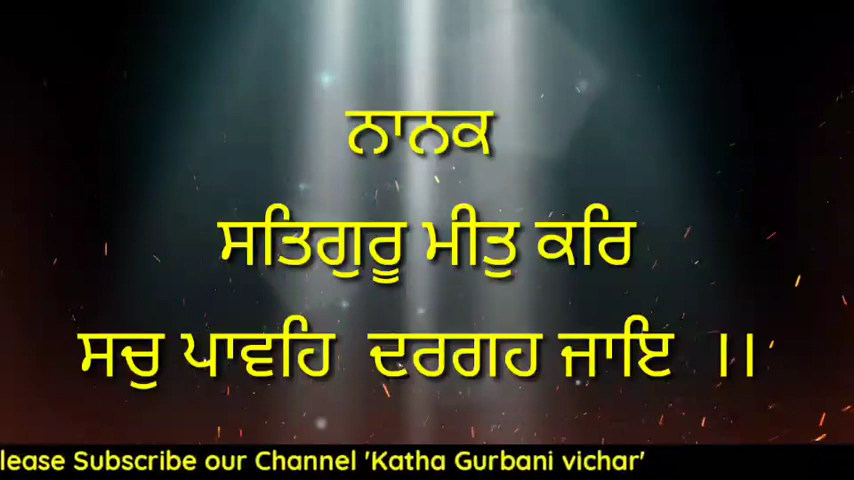 ਨਾਨਕ
ਸਤਿਗੁਰੂ ਮੀਤੁ ਕਰਿ
ਸਚੁ ਪਾਵਹਿ ਦਰਗਹ ਜਾਇ ।।
lease Subscribe our Channel 'Katha Gurbani vichar'